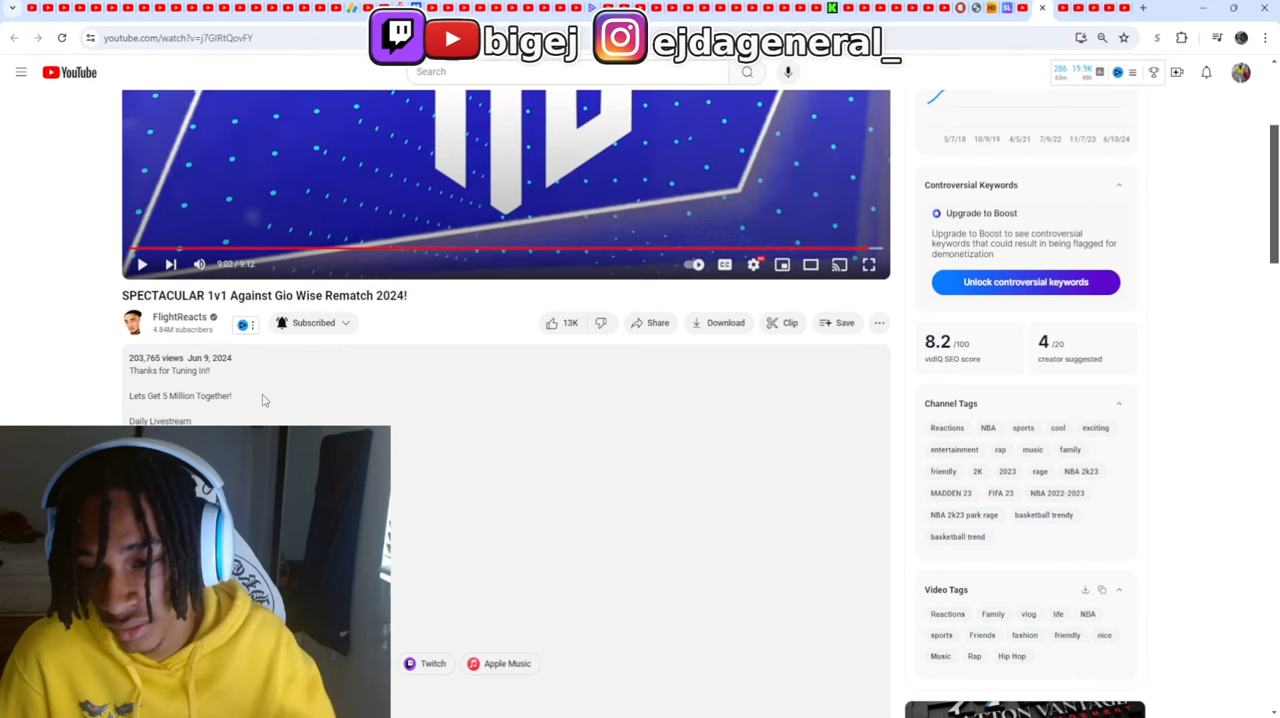 youtube.com/watch?v=j7GIRtQovFY
bigej
ejdageneral_
YouTube
Search
286 19.9K
60m 48h
5/7/18 10/9/19 4/5/21 7/9/22 11/7/23 6/10/24
9:02 / 9:12
SPECTACULAR 1v1 Against Gio Wise Rematch 2024!
FlightReacts
4.84M subscribers
Subscribed
13K
Share
Download
Clip
Save
203,765 views Jun 9, 2024
Thanks for Tuning In!!
Lets Get 5 Million Together!
Daily Livestream
Twitch
Apple Music
Controversial Keywords
Upgrade to Boost
Upgrade to Boost to see controversial
keywords that could result in being flagged for
demonetization
Unlock controversial keywords
8.2 /100
vidIQ SEO score
4 /20
creator suggested
Channel Tags
Reactions NBA sports cool exciting
entertainment rap music family
friendly 2K 2023 rage NBA 2k23
MADDEN 23 FIFA 23 NBA 2022-2023
NBA 2k23 park rage basketball trendy
basketball trend
Video Tags
Reactions Family vlog life NBA
sports Friends fashion friendly nice
Music Rap Hip Hop